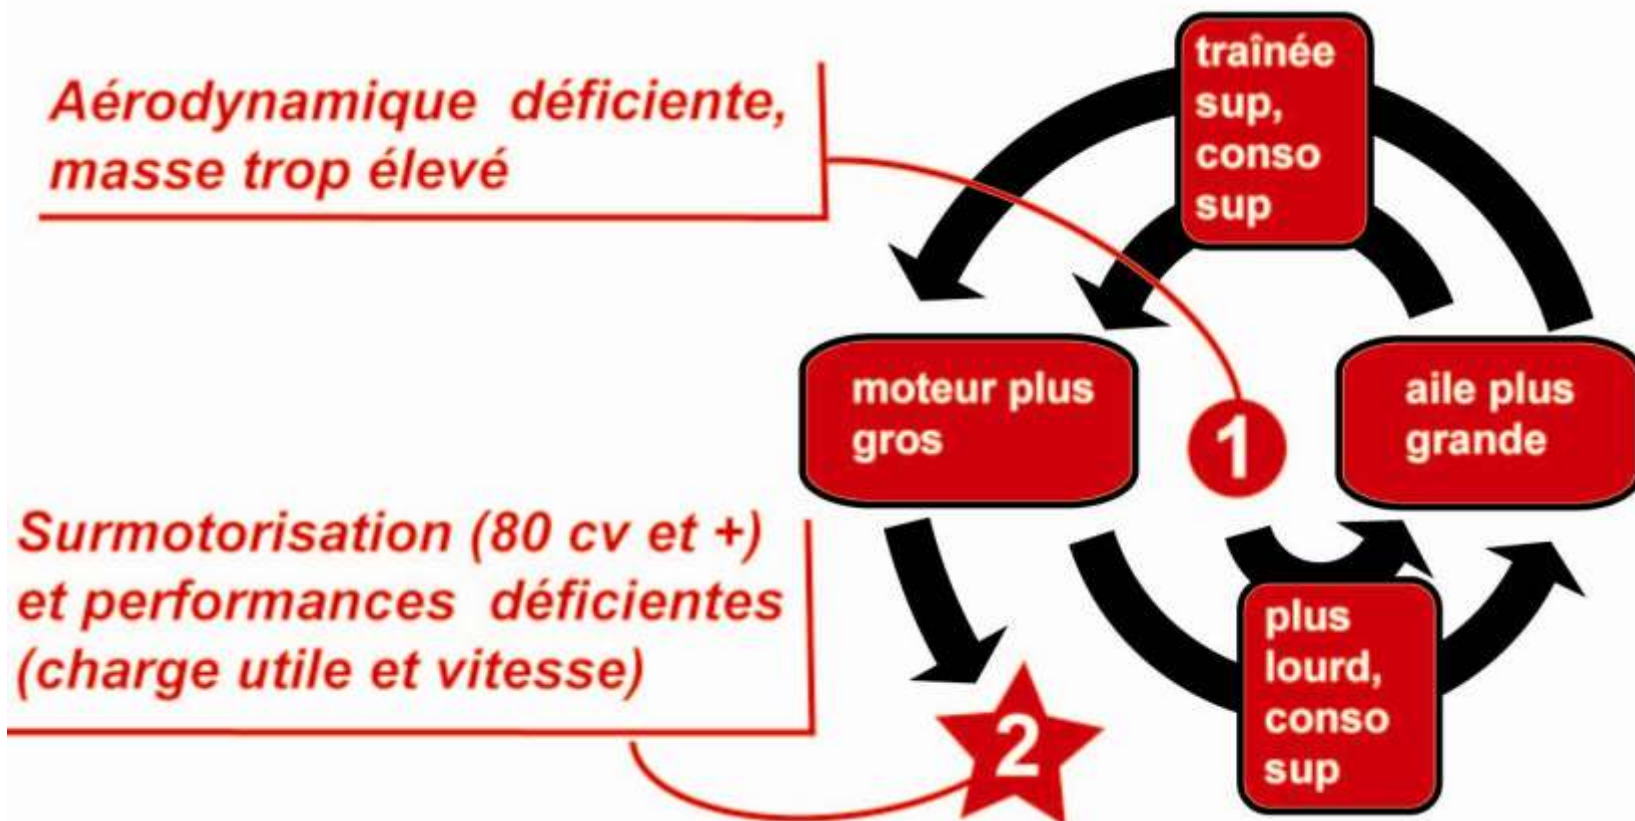 Aérodynamique déficiente,
masse trop élevé
traînée
sup,
conso
sup
moteur plus
gros
1
aile plus
grande
Surmotorisation (80 cv et +)
et performances déficientes
(charge utile et vitesse)
2
plus
lourd,
conso
sup